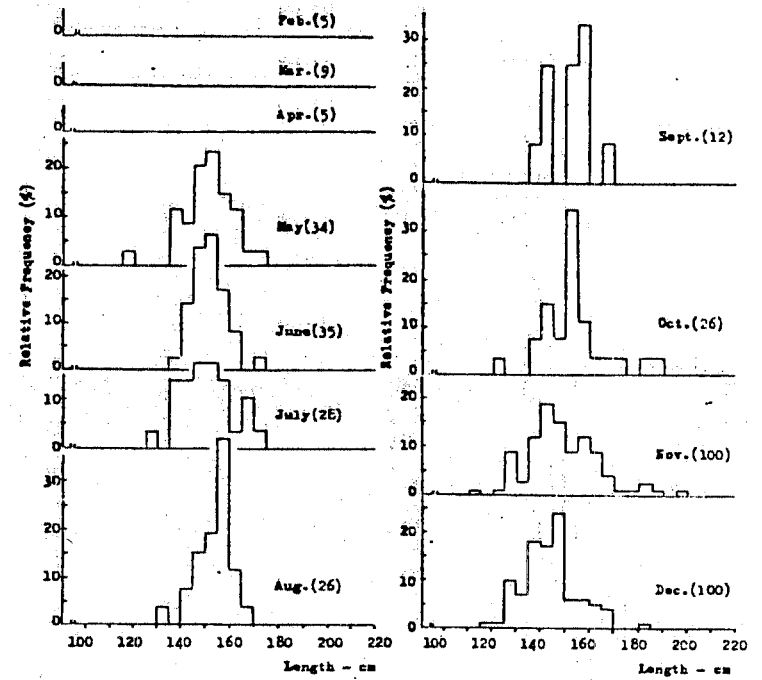 Feb.(5)
0
Mar.(9)
0
Apr.(5)
0
20
10
0
May(34)
20
10
0
June(35)
10
0
July(28)
30
20
10
0
Aug.(26)
Relative Frequency (%)
100 120 140 160 180 200 220
Length - cm
30
20
10
0
Sept.(12)
30
20
10
0
Oct.(26)
20
10
0
Nov.(100)
20
10
0
Dec.(100)
Relative Frequency (%)
100 120 140 160 180 200 220
Length - cm